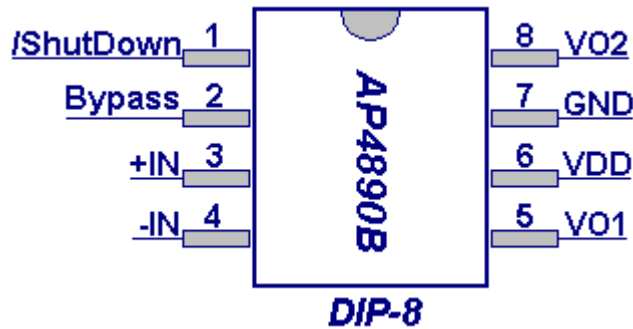 /ShutDown 1 8 VO2
Bypass 2 7 GND
+IN 3 6 VDD
-IN 4 5 VO1
AP4890B
DIP-8